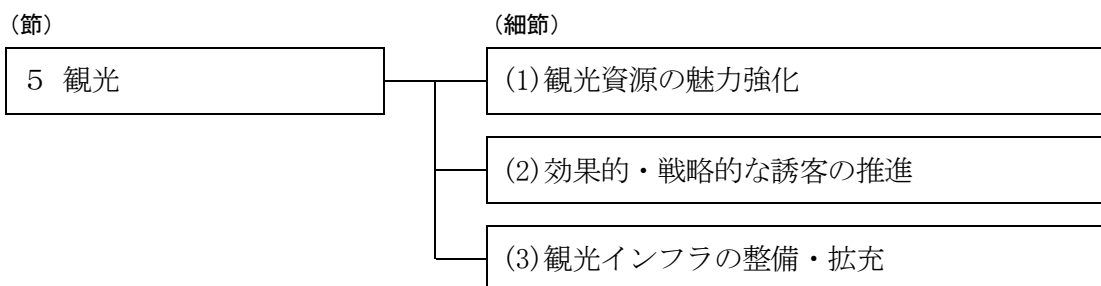 （節）
（細節）
５ 観光
(1)観光資源の魅力強化
(2)効果的・戦略的な誘客の推進
(3)観光インフラの整備・拡充